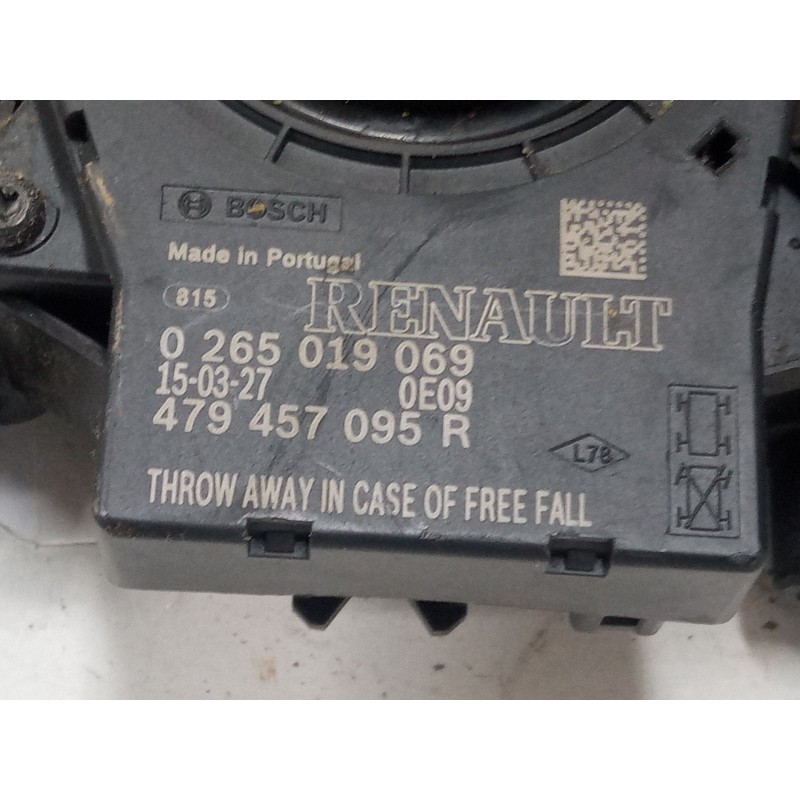 BOSCH
Made in Portugal
815
RENAULT
0 265 019 069
15-03-27 0E09
479 457 095 R
L78
THROW AWAY IN CASE OF FREE FALL